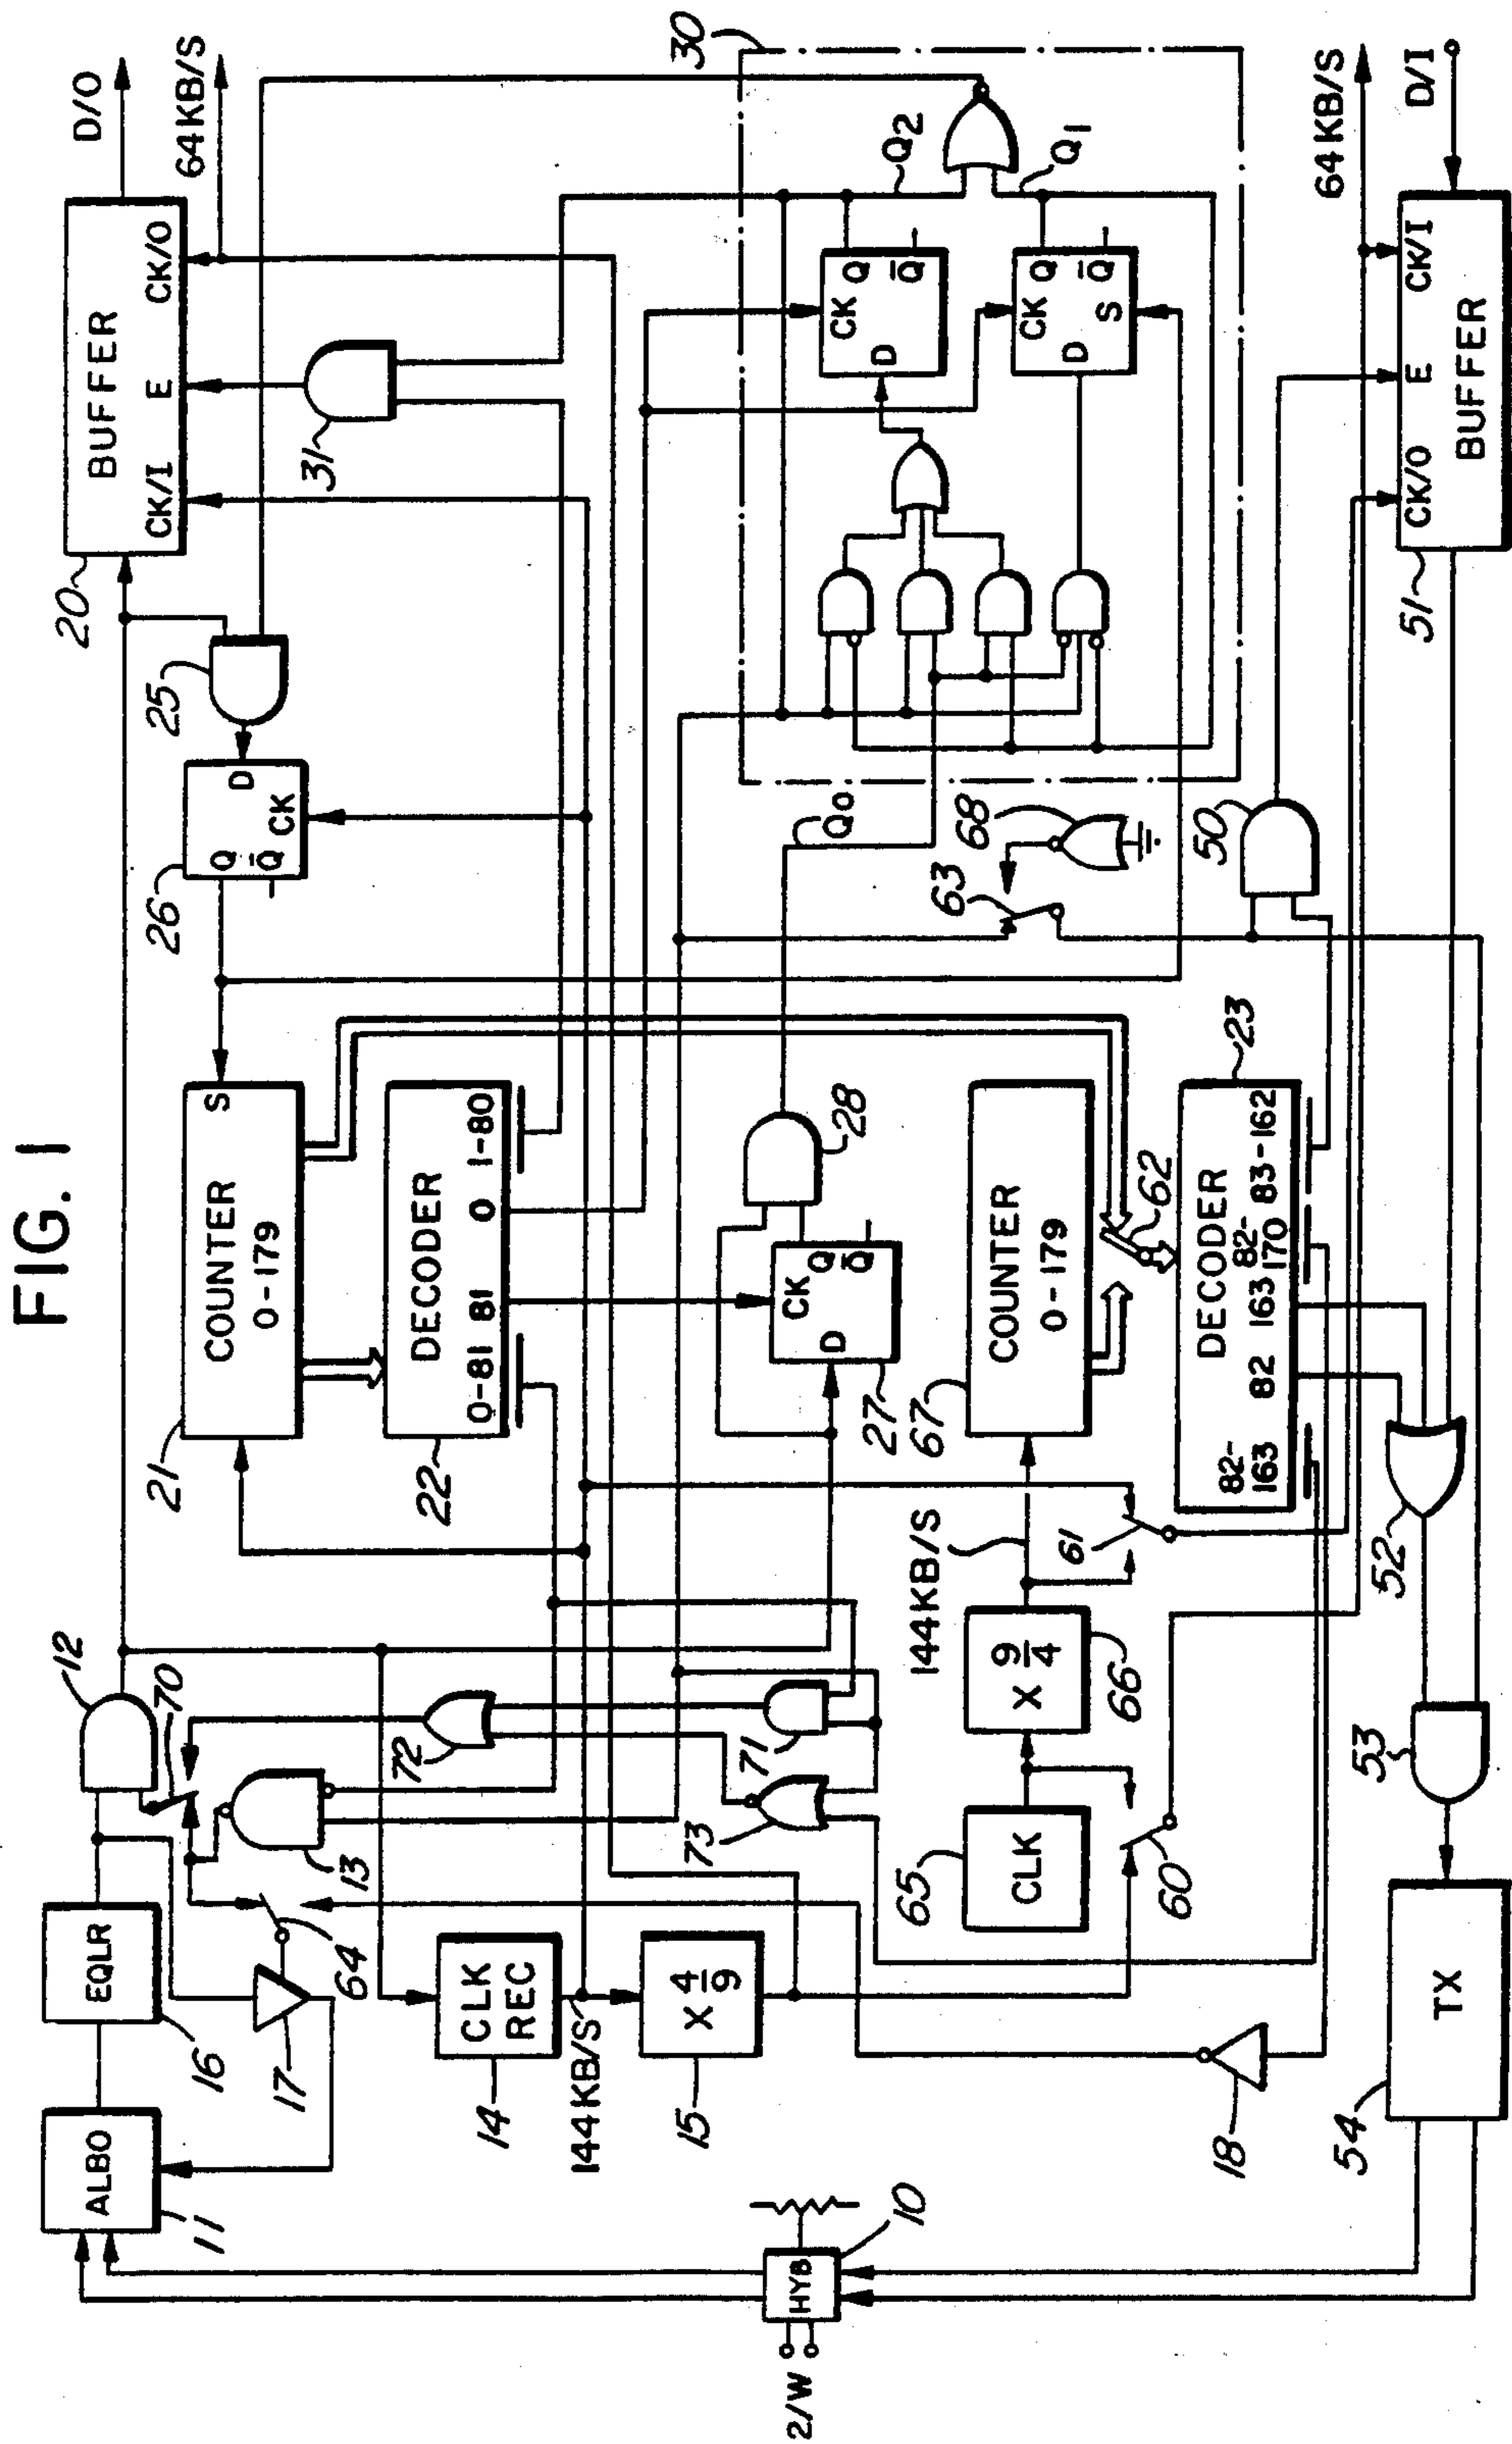 FIG. 1
2/W
HYB
10
ALBO
11
EQLR
16
17
64
12
70
13
72
71
73
CLK
REC
14
144KB/S
X 4/9
15
18
COUNTER
0-179
S
21
DECODER
0-81 81 0 1-80
22
Q
Q̅
D
CK
26
25
BUFFER
CK/I E CK/O
20
31
D/O
64KB/S
30
CK
D
Q
Q̅
27
28
Q0
CK
D
Q
Q̅
Q2
CK
D
S
Q
Q̅
Q1
CLK
65
X 9/4
66
144KB/S
60
61
COUNTER
0-179
67
62
63
68
DECODER
82-
163
82 163
82-
170
83-162
23
50
BUFFER
CK/O E CK/I
51
64KB/S
D/I
52
53
TX
54